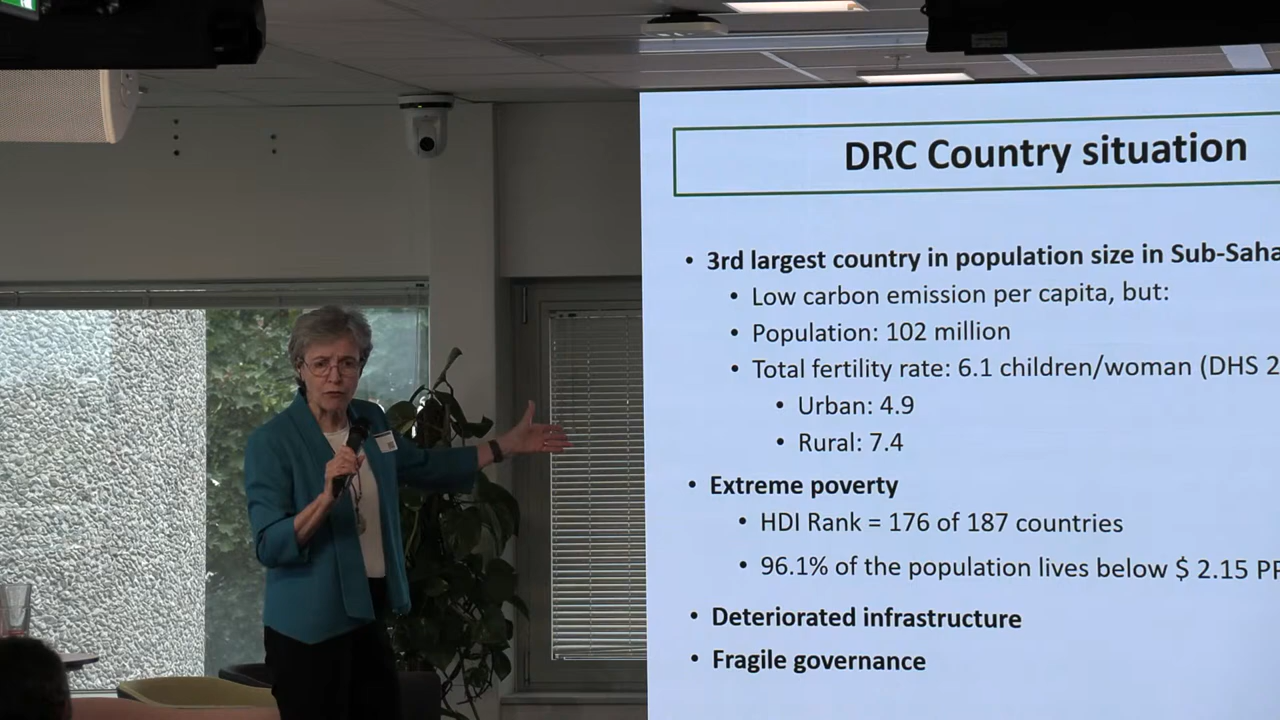 DRC Country situation
• 3rd largest country in population size in Sub-Saha
• Low carbon emission per capita, but:
• Population: 102 million
• Total fertility rate: 6.1 children/woman (DHS 2
• Urban: 4.9
• Rural: 7.4
• Extreme poverty
• HDI Rank = 176 of 187 countries
• 96.1% of the population lives below $ 2.15 PP
• Deteriorated infrastructure
• Fragile governance